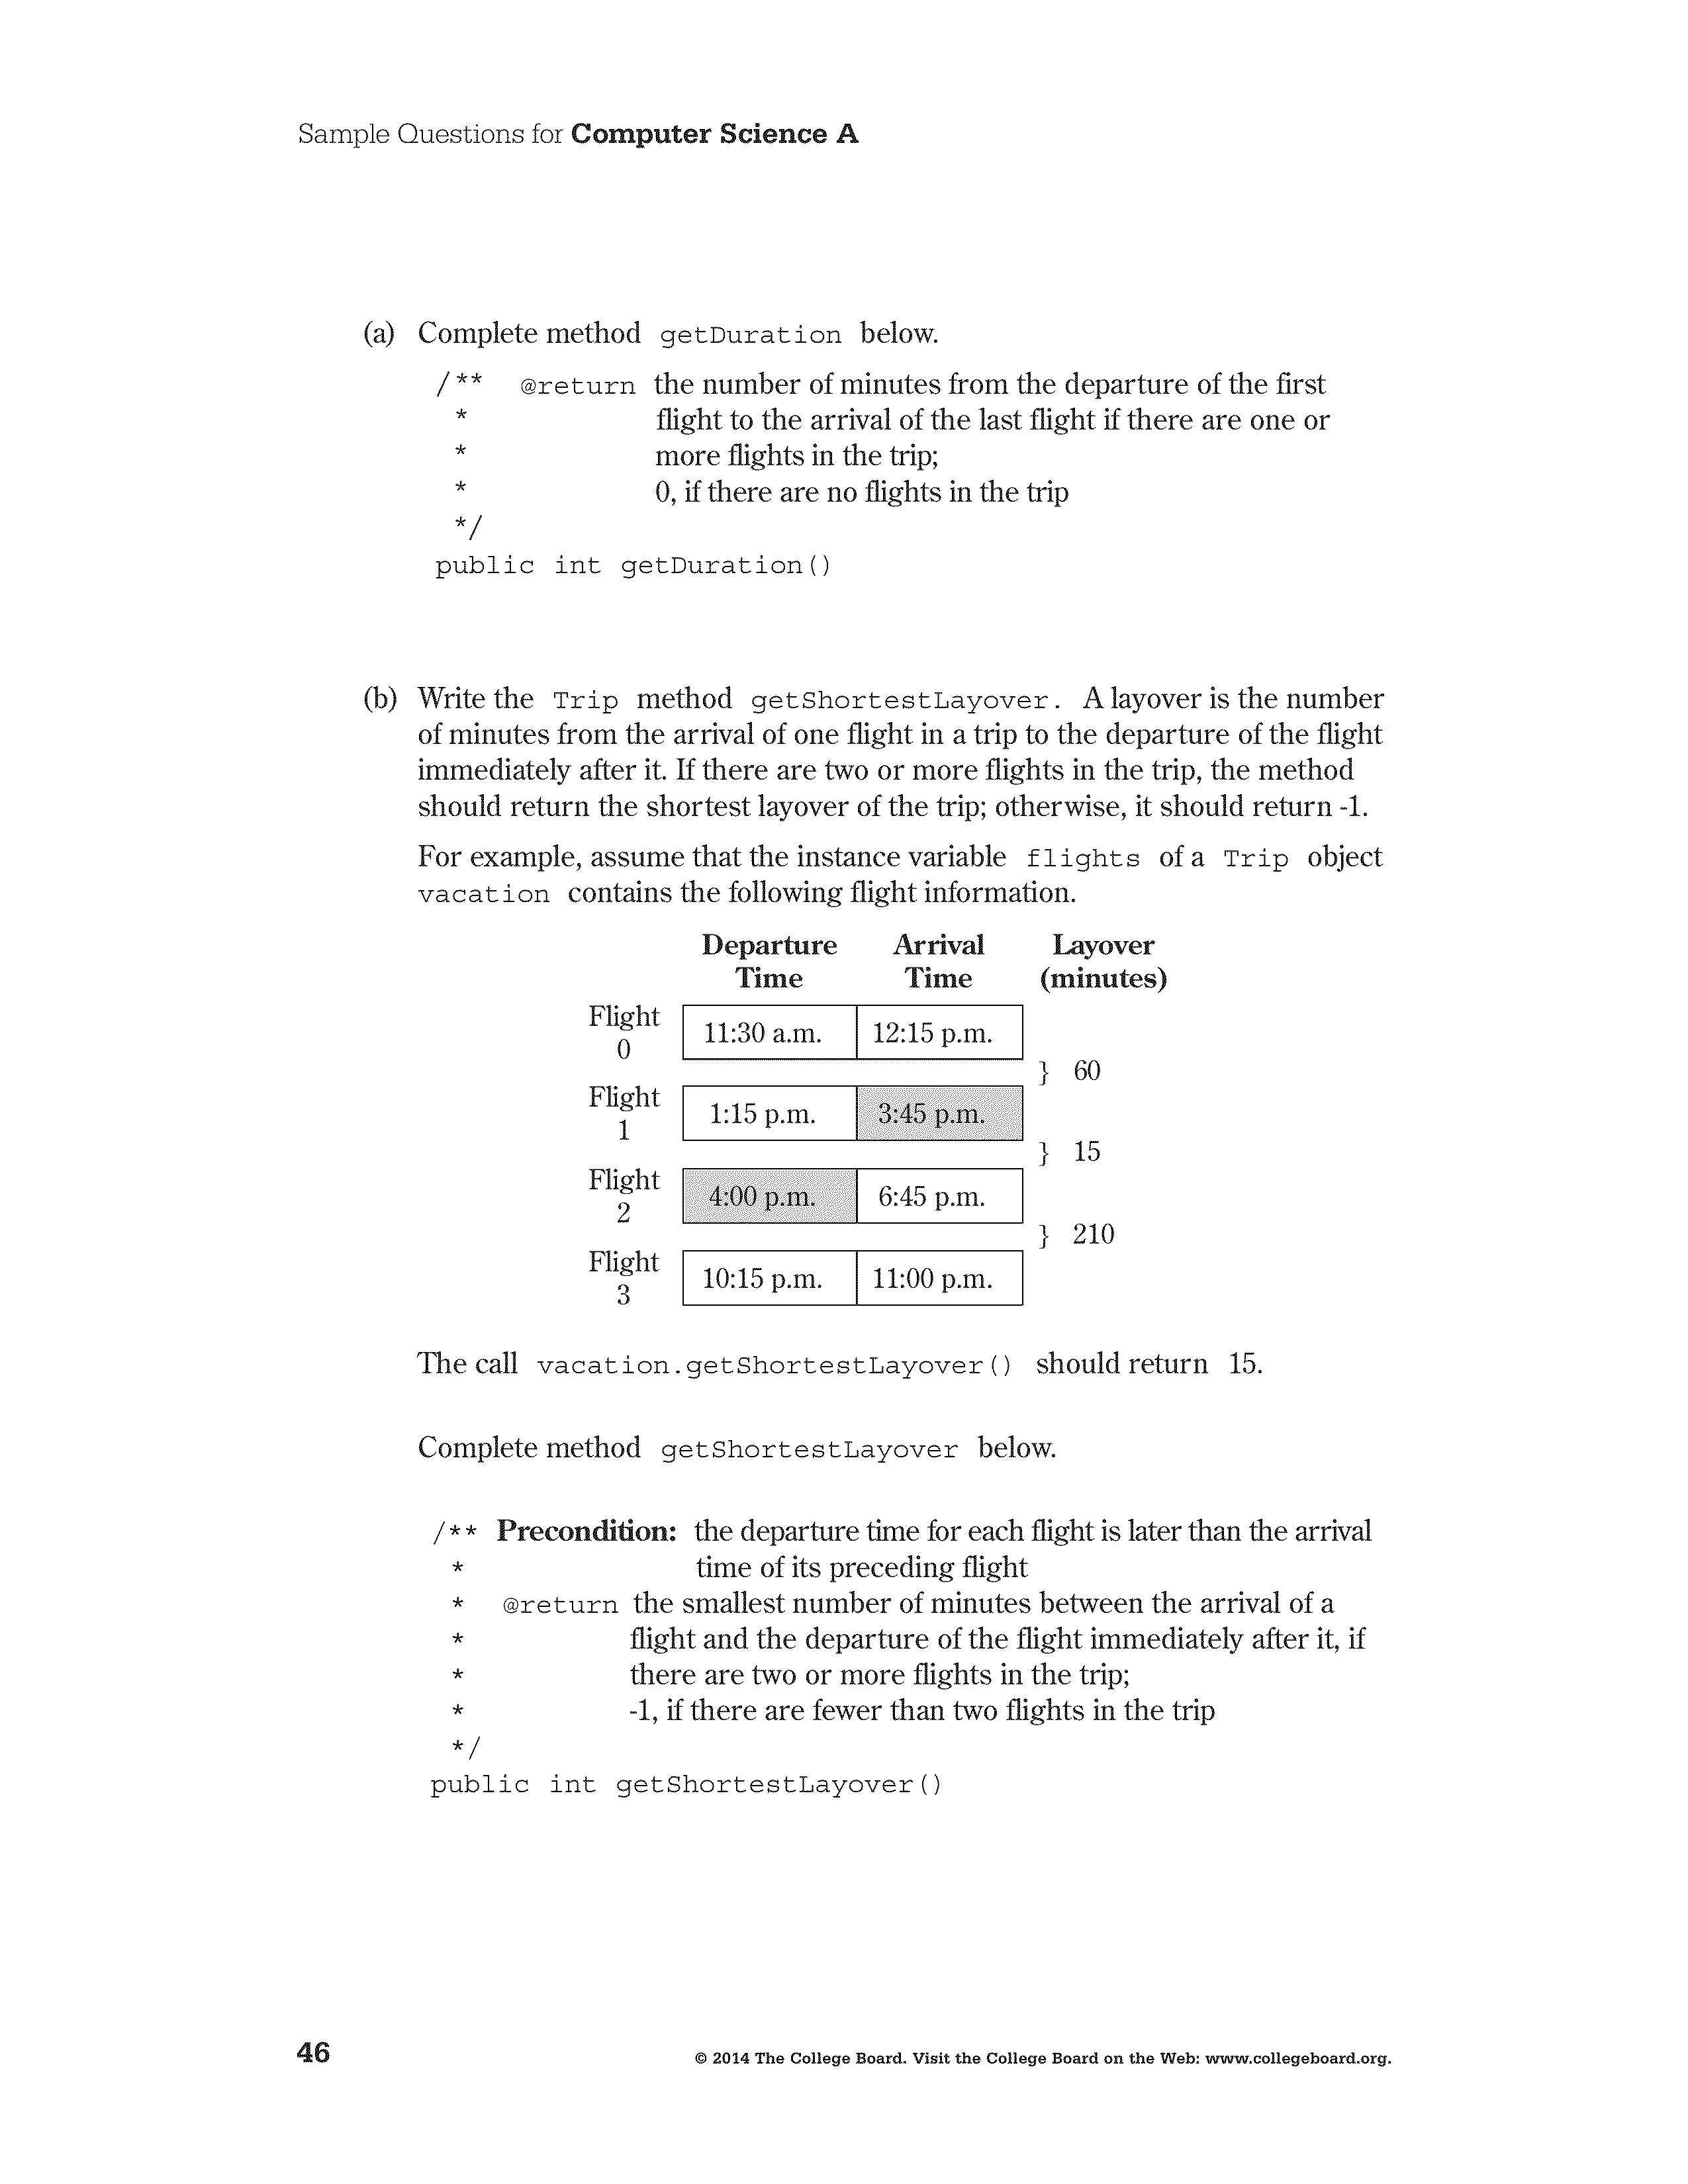 Sample Questions for Computer Science A
(a) Complete method getDuration below.
/** @return the number of minutes from the departure of the first
* flight to the arrival of the last flight if there are one or
* more flights in the trip;
* 0, if there are no flights in the trip
*/
public int getDuration()
(b) Write the Trip method getShortestLayover. A layover is the number
of minutes from the arrival of one flight in a trip to the departure of the flight
immediately after it. If there are two or more flights in the trip, the method
should return the shortest layover of the trip; otherwise, it should return -1.
For example, assume that the instance variable flights of a Trip object
vacation contains the following flight information.
Departure Arrival Layover
Time Time (minutes)
Flight
0 11:30 a.m. 12:15 p.m.
} 60
Flight
1 1:15 p.m. 3:45 p.m.
} 15
Flight
2 4:00 p.m. 6:45 p.m.
} 210
Flight
3 10:15 p.m. 11:00 p.m.
The call vacation.getShortestLayover() should return 15.
Complete method getShortestLayover below.
/** Precondition: the departure time for each flight is later than the arrival
* time of its preceding flight
* @return the smallest number of minutes between the arrival of a
* flight and the departure of the flight immediately after it, if
* there are two or more flights in the trip;
* -1, if there are fewer than two flights in the trip
*/
public int getShortestLayover()
46 © 2014 The College Board. Visit the College Board on the Web: www.collegeboard.org.